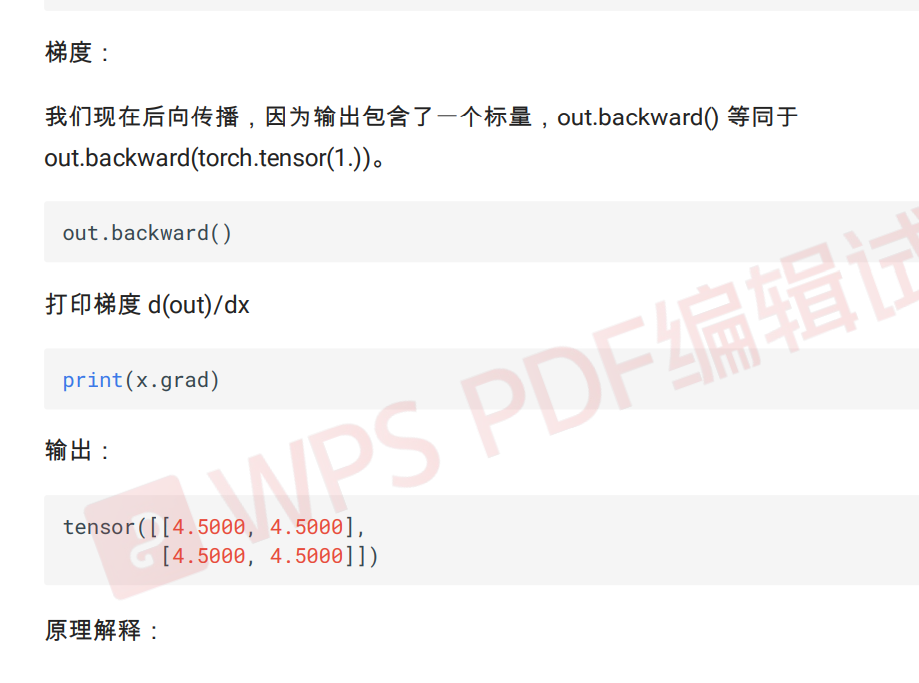 梯度：
我们现在后向传播，因为输出包含了一个标量，out.backward() 等同于
out.backward(torch.tensor(1.))。
out.backward()
打印梯度 d(out)/dx
print(x.grad)
输出：
tensor([[4.5000, 4.5000],
[4.5000, 4.5000]])
原理解释：
WPS PDF编辑试